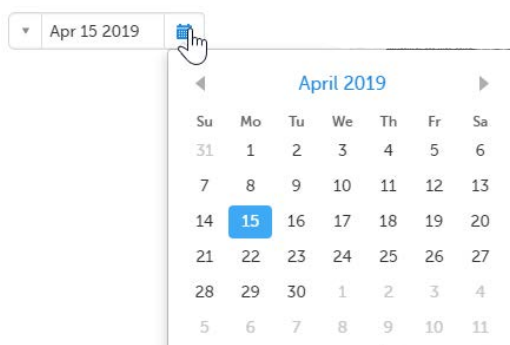 Apr 15 2019
April 2019
Su Mo Tu We Th Fr Sa
31 1 2 3 4 5 6
7 8 9 10 11 12 13
14 15 16 17 18 19 20
21 22 23 24 25 26 27
28 29 30 1 2 3 4
5 6 7 8 9 10 11